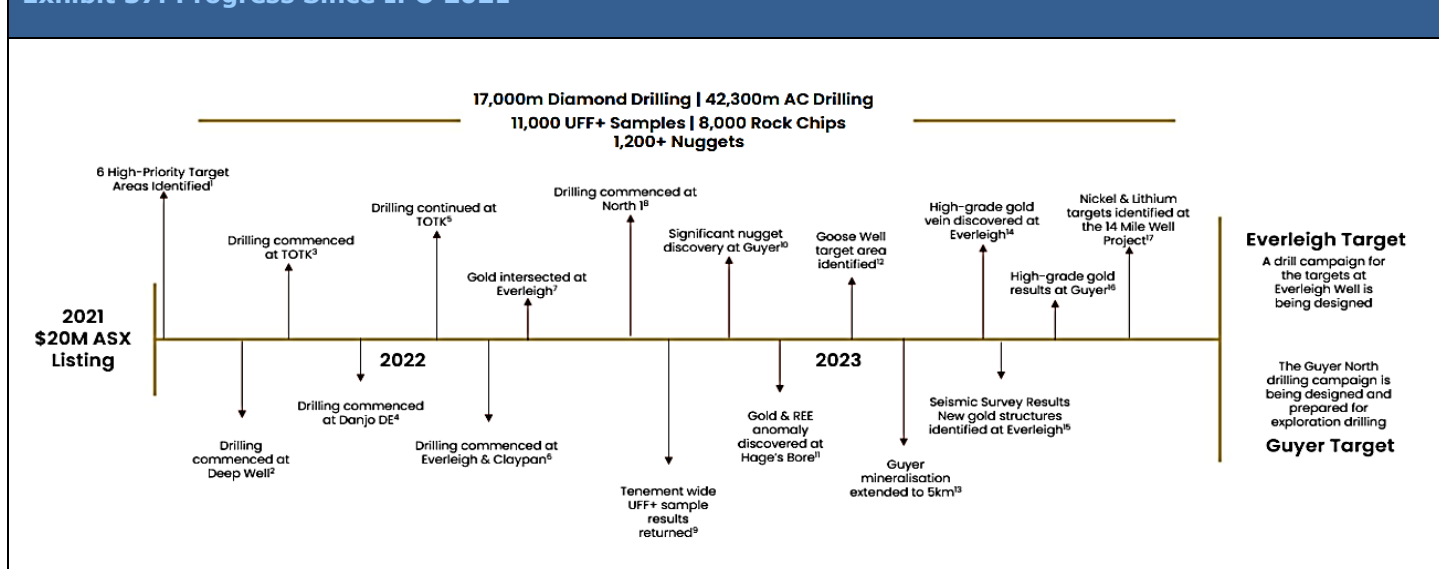 Exhibit 37: Progress Since IPO 2021
17,000m Diamond Drilling | 42,300m AC Drilling
11,000 UFF+ Samples | 8,000 Rock Chips
1,200+ Nuggets
6 High-Priority Target
Areas Identified¹
Drilling commenced
at TOTK³
Drilling continued at
TOTK⁵
Gold intersected at
Everleigh⁷
Drilling commenced at
North 1⁸
Significant nugget
discovery at Guyer¹⁰
Goose Well
target area
identified¹²
High-grade gold
vein discovered at
Everleigh¹⁴
High-grade gold
results at Guyer¹⁶
Nickel & Lithium
targets identified at
the 14 Mile Well
Project¹⁷
2021
$20M ASX
Listing
2022
2023
Drilling
commenced at
Deep Well²
Drilling commenced
at Danjo DE⁴
Drilling commenced at
Everleigh & Claypan⁶
Tenement wide
UFF+ sample
results
returned⁹
Gold & REE
anomaly
discovered at
Hage's Bore¹¹
Guyer
mineralisation
extended to 5km¹³
Seismic Survey Results
New gold structures
identified at Everleigh¹⁵
Everleigh Target
A drill campaign for
the targets at
Everleigh Well is
being designed
The Guyer North
drilling campaign is
being designed and
prepared for
exploration drilling
Guyer Target